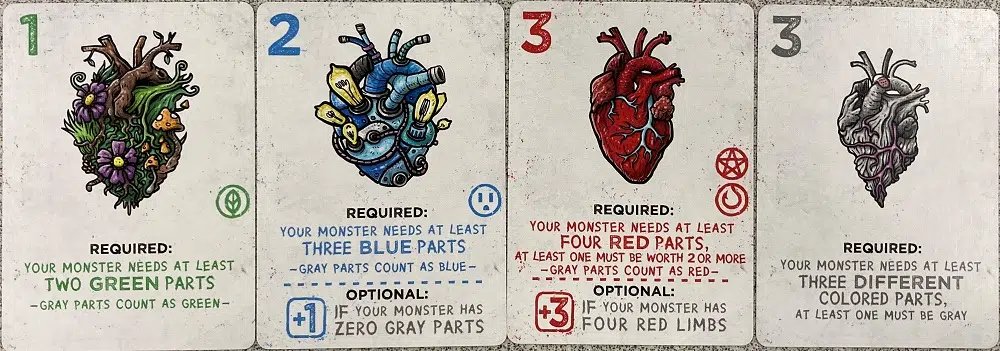 1
REQUIRED:
YOUR MONSTER NEEDS AT LEAST
TWO GREEN PARTS
-GRAY PARTS COUNT AS GREEN-
2
REQUIRED:
YOUR MONSTER NEEDS AT LEAST
THREE BLUE PARTS
-GRAY PARTS COUNT AS BLUE-
OPTIONAL:
+1
IF YOUR MONSTER HAS
ZERO GRAY PARTS
3
REQUIRED:
YOUR MONSTER NEEDS AT LEAST
FOUR RED PARTS,
AT LEAST ONE MUST BE WORTH 2 OR MORE
-GRAY PARTS COUNT AS RED-
OPTIONAL:
+3
IF YOUR MONSTER HAS
FOUR RED LIMBS
3
REQUIRED:
YOUR MONSTER NEEDS AT LEAST
THREE DIFFERENT
COLORED PARTS,
AT LEAST ONE MUST BE GRAY